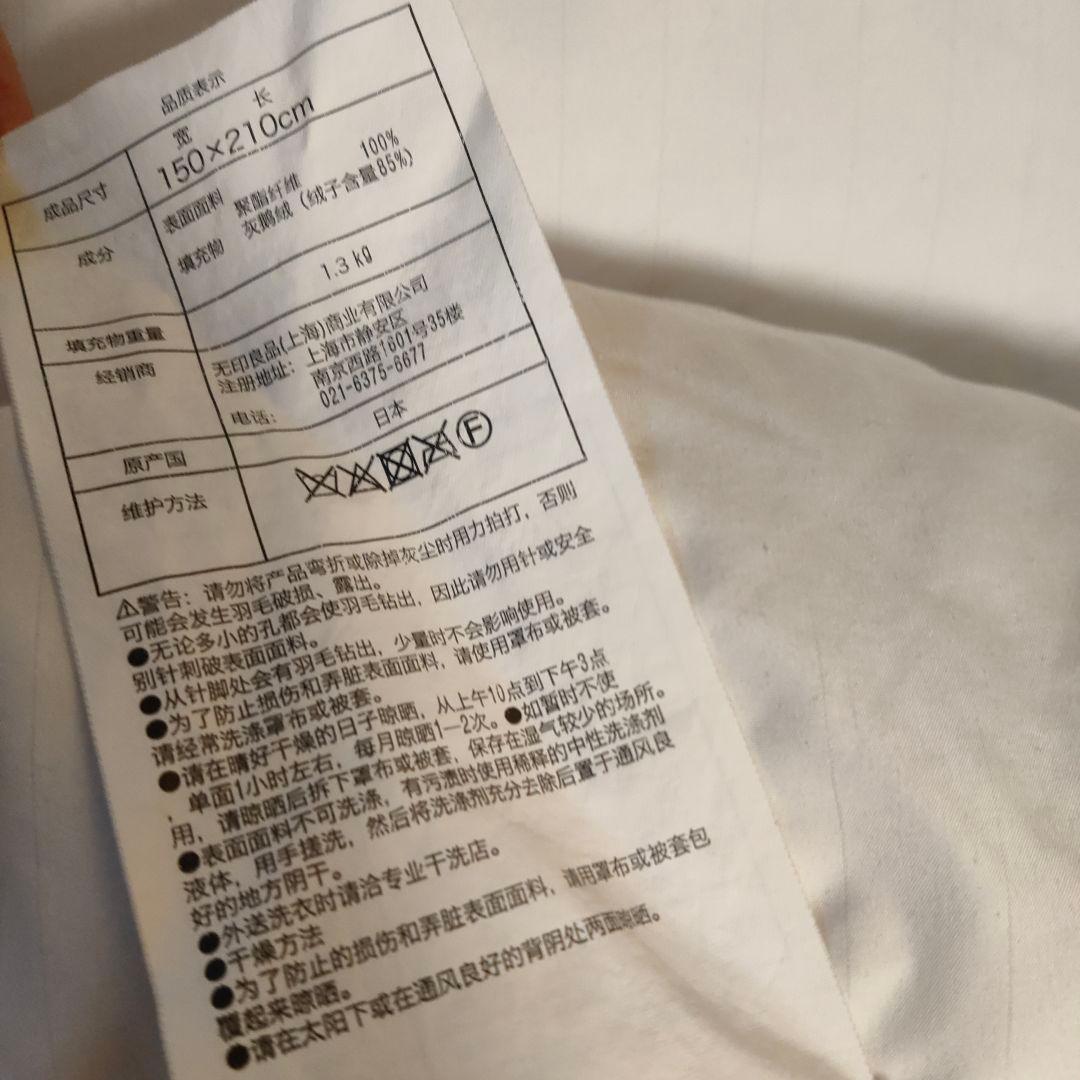 品质表示
成品尺寸 宽 长
150×210cm
成分 表面面料 聚酯纤维 100%
填充物 灰鹅绒（绒子含量85%）
填充物重量 1.3 kg
经销商 无印良品(上海)商业有限公司
注册地址： 上海市静安区
南京西路1601号35楼
电话： 021-6375-6677
原产国 日本
维护方法 F
⚠警告：请勿将产品弯折或除掉灰尘时用力拍打，否则
可能会发生羽毛破损、露出。
●无论多小的孔都会使羽毛钻出，因此请勿用针或安全
别针刺破表面面料。
●从针脚处会有羽毛钻出，少量时不会影响使用。
●为了防止损伤和弄脏表面面料，请使用罩布或被套。
请经常洗涤罩布或被套。
●请在晴好干燥的日子晾晒，从上午10点到下午3点
，单面1小时左右，每月晾晒1—2次。●如暂时不使
用，请晾晒后拆下罩布或被套，保存在湿气较少的场所。
●表面面料不可洗涤，有污渍时使用稀释的中性洗涤剂
液体，用手搓洗，然后将洗涤剂充分去除后置于通风良
好的地方阴干。
●外送洗衣时请洽专业干洗店。
●干燥方法
●为了防止的损伤和弄脏表面面料，请用罩布或被套包
覆起来晾晒。
●请在太阳下或在通风良好的背阴处两面晾晒。